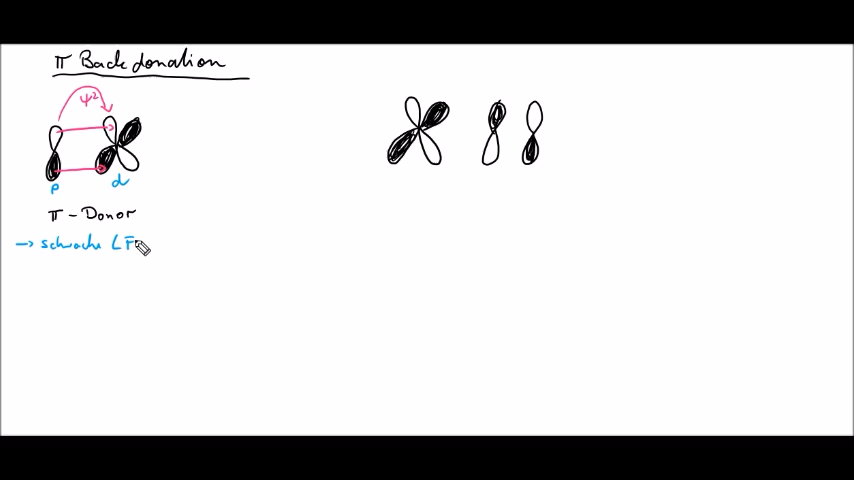 π Backdonation
ψ²
p
d
π-Donor
→ schwache LF